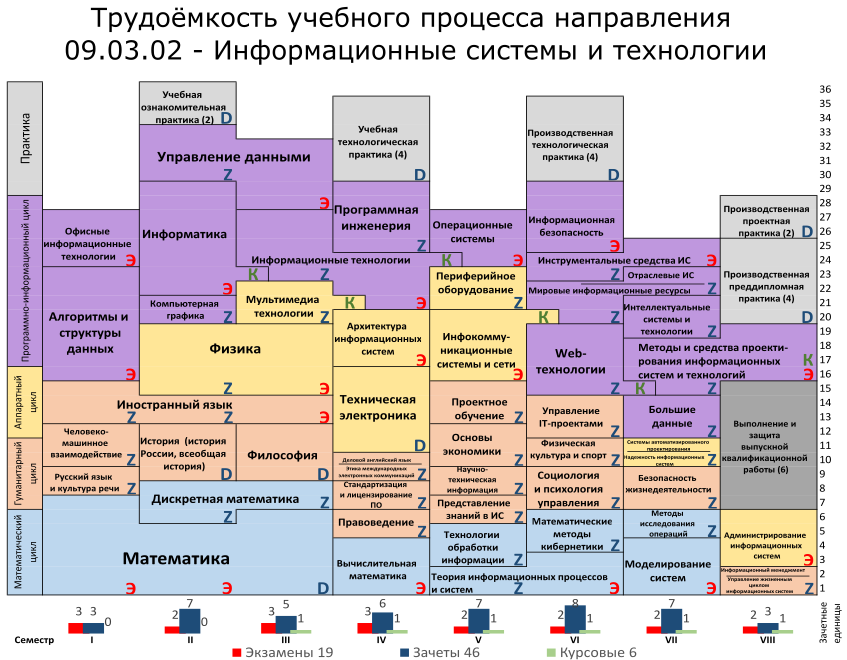 Трудоёмкость учебного процесса направления
09.03.02 - Информационные системы и технологии
Практика
Программно-информационный цикл
Аппаратный
цикл
Гуманитарный
цикл
Математический
цикл
Офисные
информационные
технологии
Э
Алгоритмы и
структуры
данных
Э
Иностранный язык
Z
Z
Э
Человеко-
машинное
взаимодействие
Z
Русский язык
и культура речи
Z
Математика
Э
Э
D
Учебная
ознакомительная
практика (2)
D
Управление данными
Z
Э
Информатика
Э
Компьютерная
графика
Z
Физика
Z
Э
История (история
России, всеобщая
история)
D
Дискретная математика
Z
Z
Информационные технологии
К
Z
Э
Мультимедиа
технологии
Z
Философия
D
Учебная
технологическая
практика (4)
D
Программная
инженерия
Z
К
Архитектура
информационных
систем
Э
Техническая
электроника
D
Деловой английский язык
Этика международных
электронных коммуникаций
Z
Стандартизация
и лицензирование
ПО
Z
Правоведение
Z
Вычислительная
математика
Э
Операционные
системы
К
Э
Периферийное
оборудование
Z
Инфокомму-
никационные
системы и сети
К
Э
Проектное
обучение
Z
Основы
экономики
Z
Научно-
техническая
информация
Z
Представление
знаний в ИС
Z
Технологии
обработки
информации
Z
Теория информационных процессов
и систем
Z
Э
Производственная
технологическая
практика (4)
D
Информационная
безопасность
Э
Инструментальные средства ИС
Z
Э
Мировые информационные ресурсы
Z
Отраслевые ИС
Z
Web-
технологии
Z
К
Управление
IT-проектами
Z
Физическая
культура и спорт
Z
Социология
и психология
управления
Z
Математические
методы
кибернетики
Z
Интеллектуальные
системы и
технологии
Z
Методы и средства проекти-
рования информационных
систем и технологий
Z
К
Э
Большие
данные
Z
Системы автоматизированного
проектирования
Надежность информационных
систем
Z
Безопасность
жизнедеятельности
Z
Методы
исследования
операций
Z
Моделирование
систем
Э
Производственная
проектная
практика (2)
D
Производственная
преддипломная
практика (4)
D
Выполнение и
защита
выпускной
квалификационной
работы (6)
Администрирование
информационных
систем
Э
Информационный менеджмент
Управление жизненным
циклом
информационных систем
Z
36
35
34
33
32
31
30
29
28
27
26
25
24
23
22
21
20
19
18
17
16
15
14
13
12
11
10
9
8
7
6
5
4
3
2
1
Зачетные
единицы
3 3 0
2 7 0
3 5 1
3 6 1
2 7 1
2 8 1
2 7 1
2 3 1
Семестр I II III IV V VI VII VIII
Экзамены 19 Зачеты 46 Курсовые 6